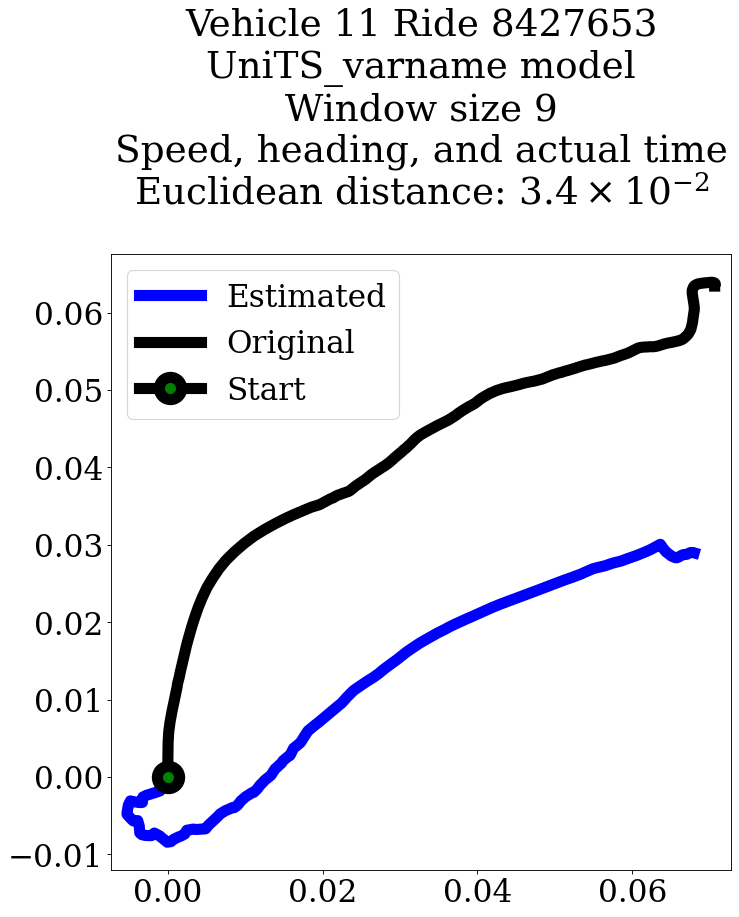 Vehicle 11 Ride 8427653
UniTS_varname model
Window size 9
Speed, heading, and actual time
Euclidean distance: 3.4 × 10⁻²
Estimated
Original
Start
0.06
0.05
0.04
0.03
0.02
0.01
0.00
−0.01
0.00 0.02 0.04 0.06